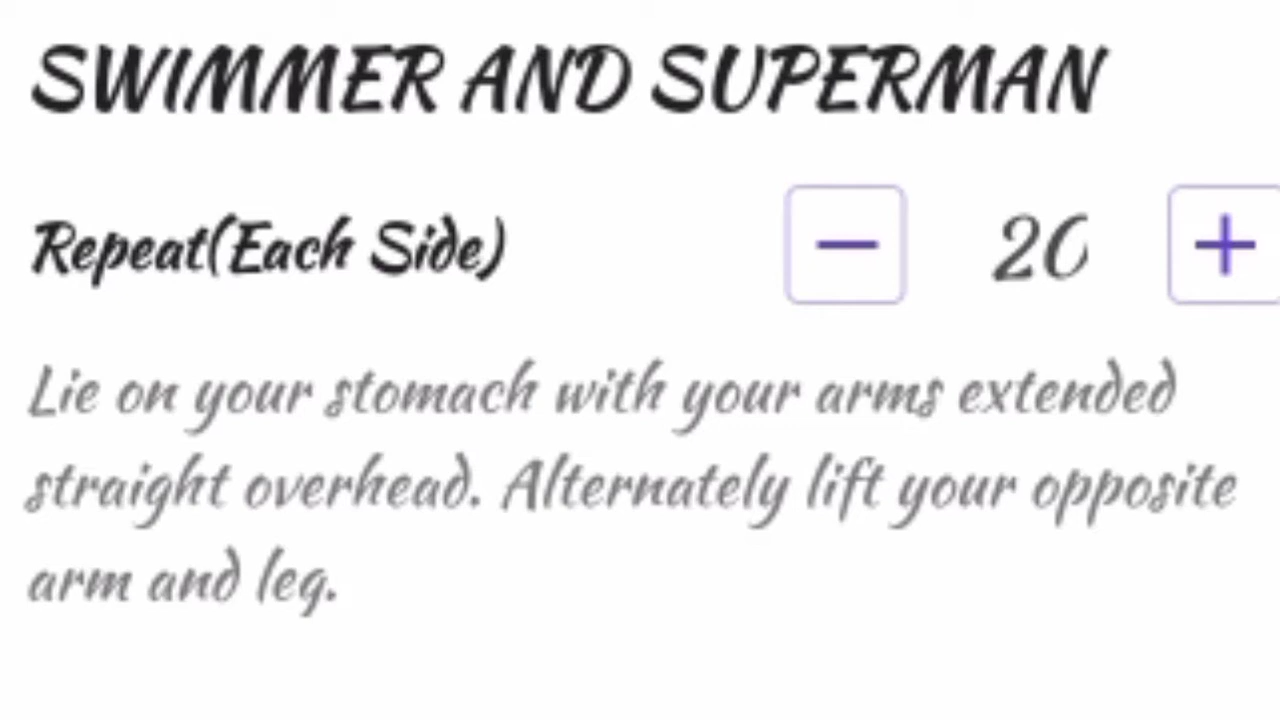 SWIMMER AND SUPERMAN
Repeat(Each Side) − 20 +
Lie on your stomach with your arms extended
straight overhead. Alternately lift your opposite
arm and leg.